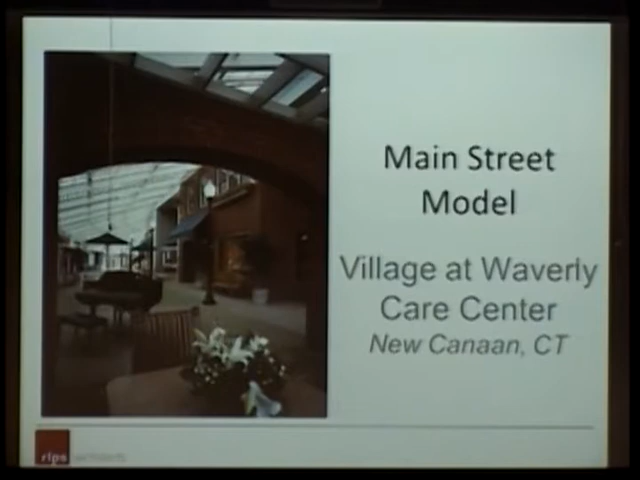 Main Street
Model
Village at Waverly
Care Center
New Canaan, CT
rlps